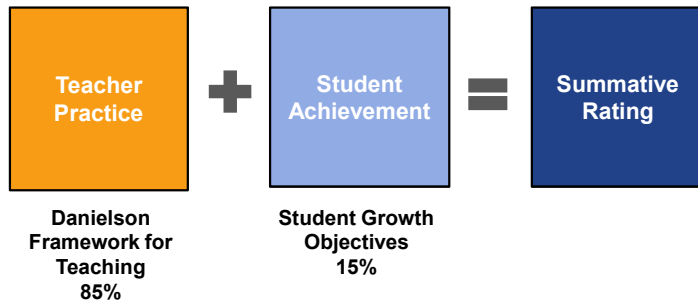 Teacher
Practice
Student
Achievement
Summative
Rating
Danielson
Framework for
Teaching
85%
Student Growth
Objectives
15%